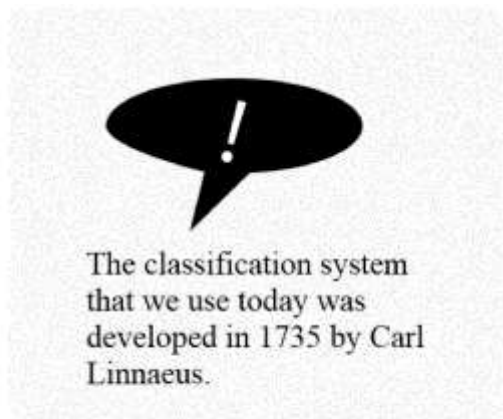 !
The classification system
that we use today was
developed in 1735 by Carl
Linnaeus.